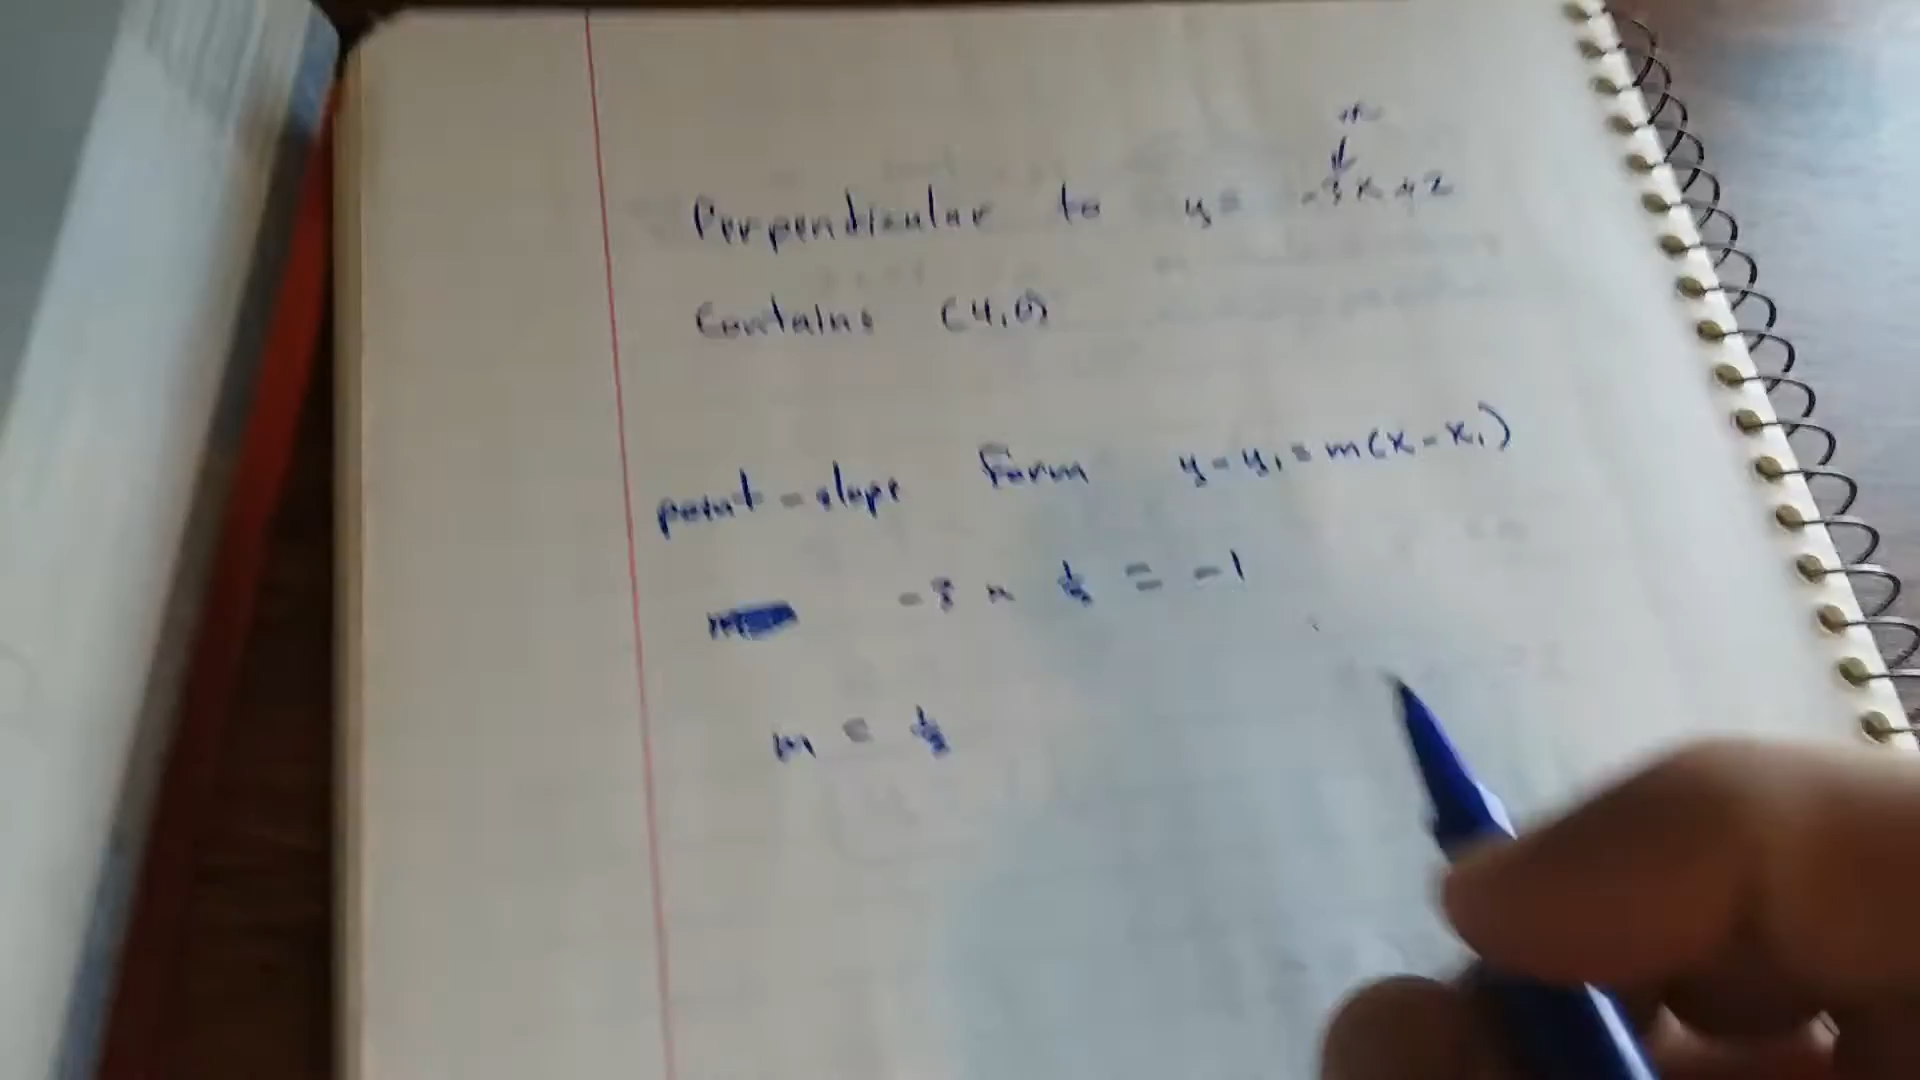 m
Perpendicular to y = -3x+2
Contains (4,0)
point-slope form y-y₁=m(x-x₁)
-3 x 1/3 = -1
m = 1/3